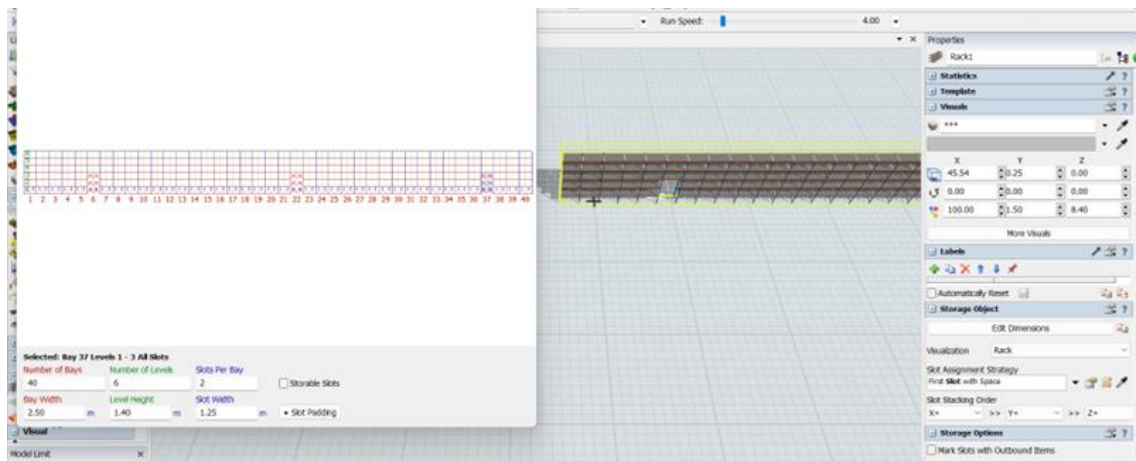 Run Speed: 4.00
Properties
Rack1
Statistics
Template
Visuals
***
X Y Z
45.54 0.25 0.00
0.00 0.00 0.00
100.00 1.50 8.40
More Visuals
Labels
Automatically Reset
Storage Object
Edit Dimensions
Visualization Rack
Slot Assignment Strategy
First Slot with Space
Slot Stacking Order
X+ >> Y+ >> Z+
Storage Options
Mark Slots with Outbound Items
1 2 3 4 5 6 7 8 9 10 11 12 13 14 15 16 17 18 19 20 21 22 23 24 25 26 27 28 29 30 31 32 33 34 35 36 37 38 39 40
Selected: Bay 37 Levels 1 - 3 All Slots
Number of Bays Number of Levels Slots Per Bay
40 6 2 Storable Slots
Bay Width Level Height Slot Width
2.50 m 1.40 m 1.25 m Slot Padding
Visual
Model Limit